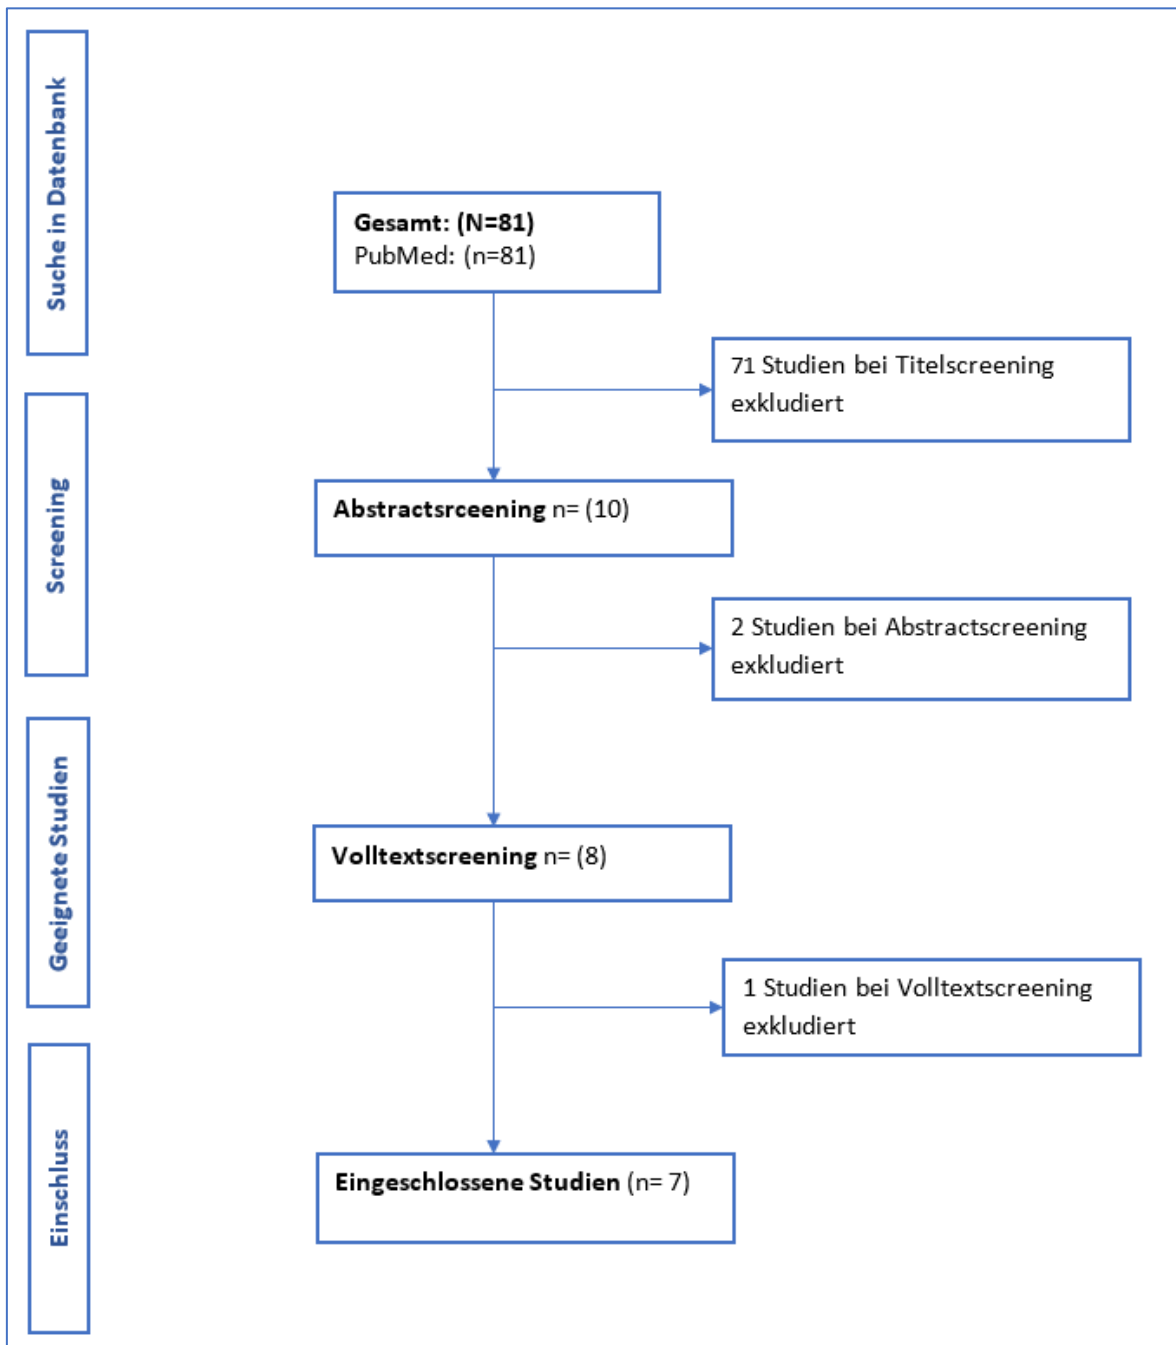 Suche in Datenbank
Gesamt: (N=81)
PubMed: (n=81)
71 Studien bei Titelscreening
exkludiert
Screening
Abstractsrceening n= (10)
2 Studien bei Abstractscreening
exkludiert
Geeignete Studien
Volltextscreening n= (8)
1 Studien bei Volltextscreening
exkludiert
Einschluss
Eingeschlossene Studien (n= 7)